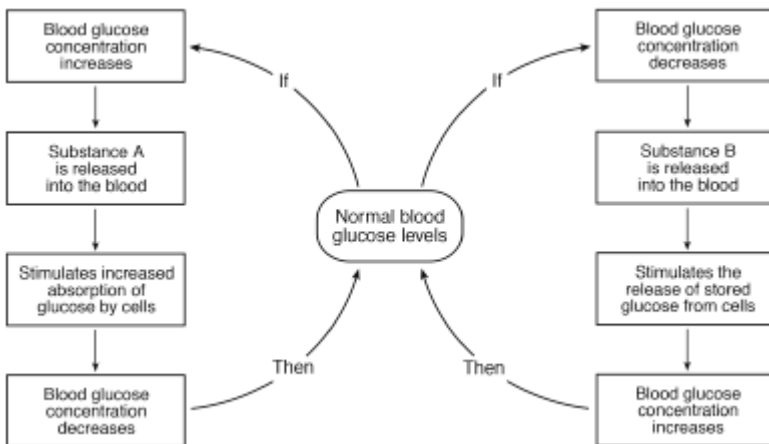 Blood glucose
concentration
increases
If
Substance A
is released
into the blood
Stimulates increased
absorption of
glucose by cells
Blood glucose
concentration
decreases
Then
Normal blood
glucose levels
If
Blood glucose
concentration
decreases
Substance B
is released
into the blood
Stimulates the
release of stored
glucose from cells
Blood glucose
concentration
increases
Then